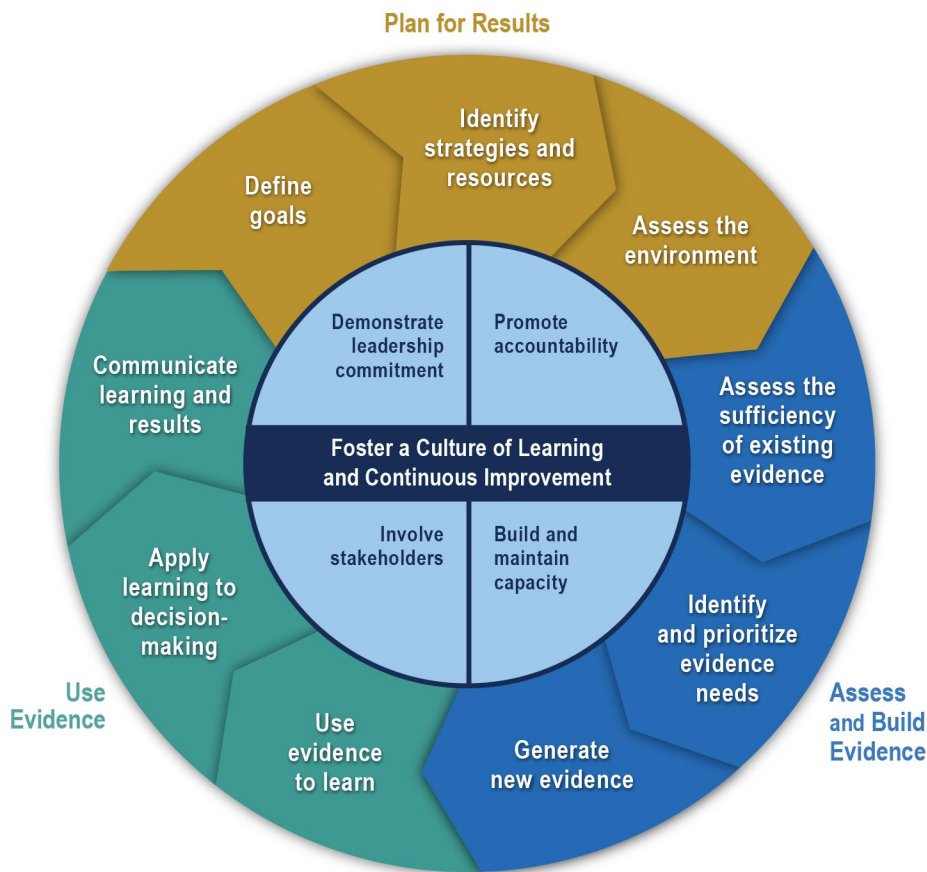 Plan for Results
Define
goals
Identify
strategies and
resources
Assess the
environment
Assess the
sufficiency
of existing
evidence
Identify
and prioritize
evidence
needs
Assess
and Build
Evidence
Generate
new evidence
Use
evidence
to learn
Apply
learning to
decision-
making
Use
Evidence
Communicate
learning and
results
Demonstrate
leadership
commitment
Promote
accountability
Foster a Culture of Learning
and Continuous Improvement
Involve
stakeholders
Build and
maintain
capacity